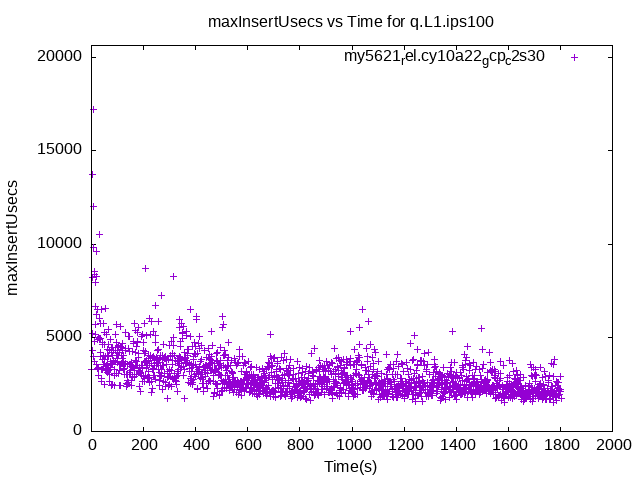 maxInsertUsecs vs Time for q.L1.ips100
my5621rel.cy10a22gcpc2s30
20000
15000
10000
5000
0
maxInsertUsecs
0 200 400 600 800 1000 1200 1400 1600 1800 2000
Time(s)